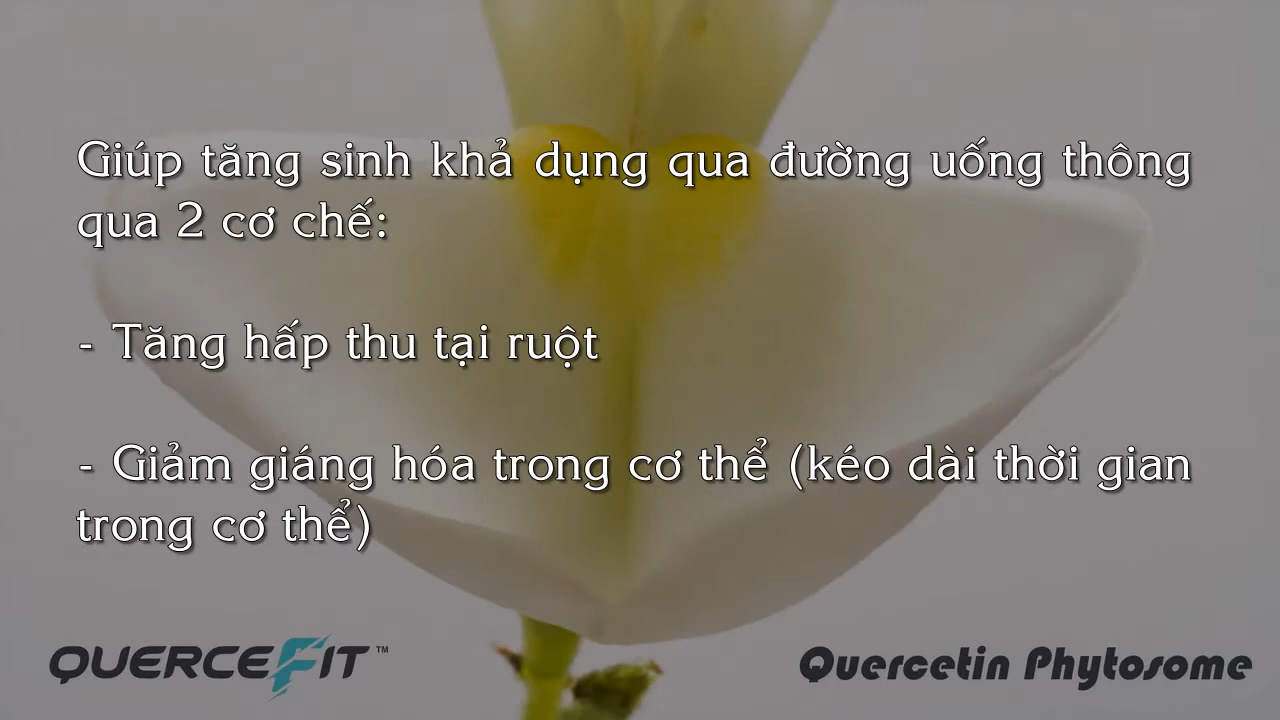 Giúp tăng sinh khả dụng qua đường uống thông
qua 2 cơ chế:
- Tăng hấp thu tại ruột
- Giảm giáng hóa trong cơ thể (kéo dài thời gian
trong cơ thể)
QUERCEFIT™
Quercetin Phytosome